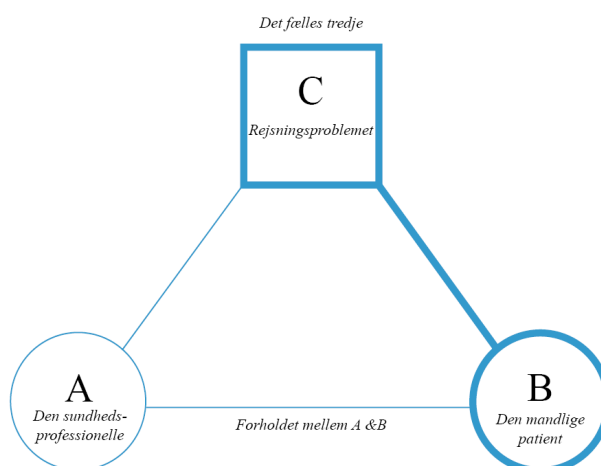 Det fælles tredje
C
Rejsningsproblemet
A
Den sundheds-
professionelle
Forholdet mellem A &B
B
Den mandlige
patient